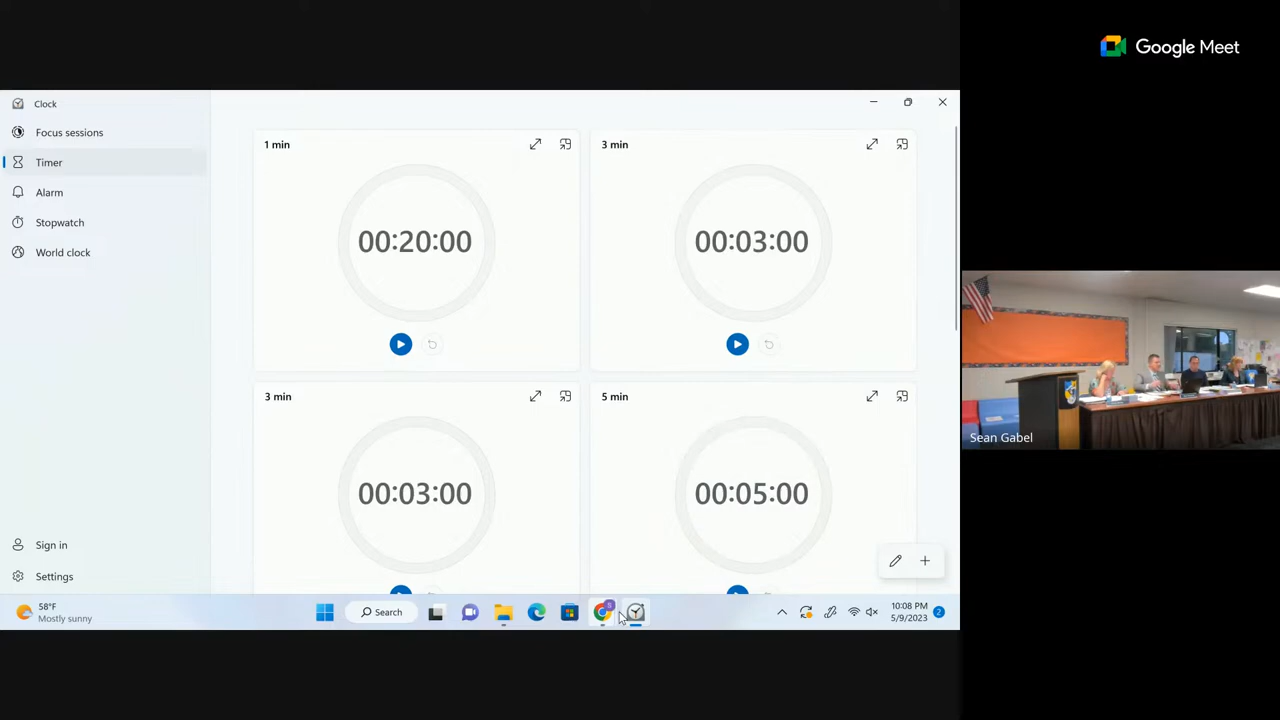 Google Meet
Clock
Focus sessions
Timer
Alarm
Stopwatch
World clock
Sign in
Settings
1 min
00:20:00
3 min
00:03:00
3 min
00:03:00
5 min
00:05:00
Sean Gabel
58°F
Mostly sunny
Search
10:08 PM
5/9/2023
2